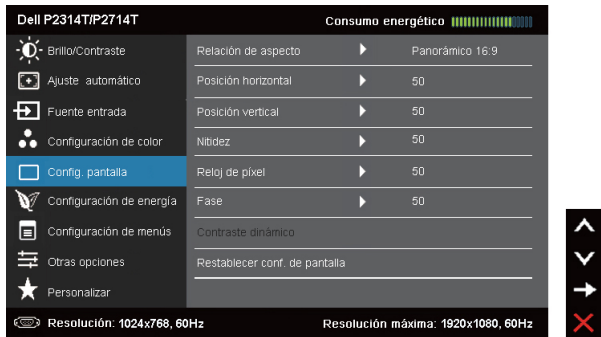 Dell P2314T/P2714T Consumo energético
Brillo/Contraste
Relación de aspecto Panorámico 16:9
Ajuste automático
Posición horizontal 50
Fuente entrada
Posición vertical 50
Configuración de color
Nitidez 50
Config. pantalla
Reloj de píxel 50
Configuración de energía
Fase 50
Configuración de menús
Contraste dinámico
Otras opciones
Restablecer conf. de pantalla
Personalizar
Resolución: 1024x768, 60Hz Resolución máxima: 1920x1080, 60Hz